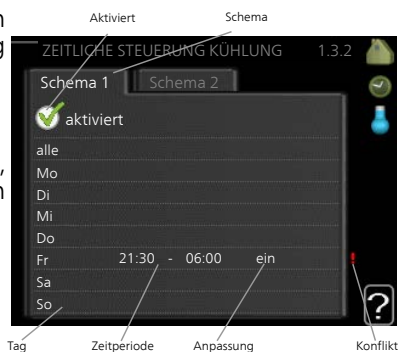 Aktiviert Schema
n
g
ZEITLICHE STEUERUNG KÜHLUNG 1.3.2
Schema 1 Schema 2
aktiviert
alle
Mo
,
Di
n
Mi
Do
Fr 21:30 - 06:00 ein !
Sa
So ?
Tag Zeitperiode Anpassung Konflikt